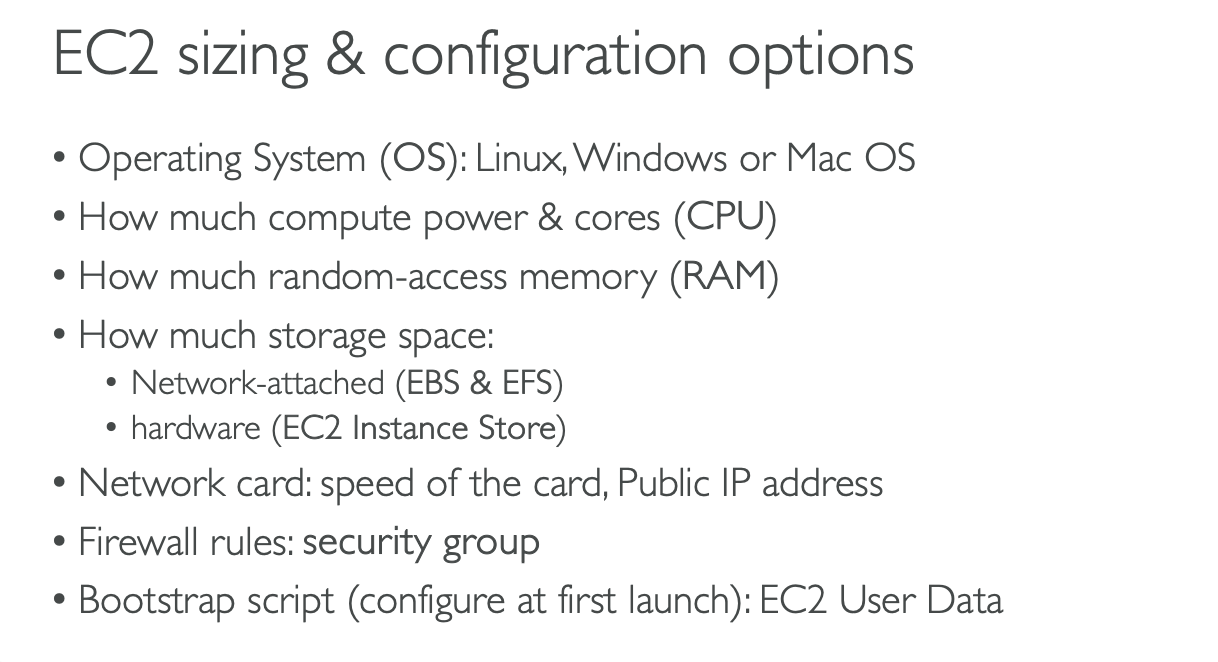 EC2 sizing & configuration options
• Operating System (OS): Linux, Windows or Mac OS
• How much compute power & cores (CPU)
• How much random-access memory (RAM)
• How much storage space:
• Network-attached (EBS & EFS)
• hardware (EC2 Instance Store)
• Network card: speed of the card, Public IP address
• Firewall rules: security group
• Bootstrap script (configure at first launch): EC2 User Data